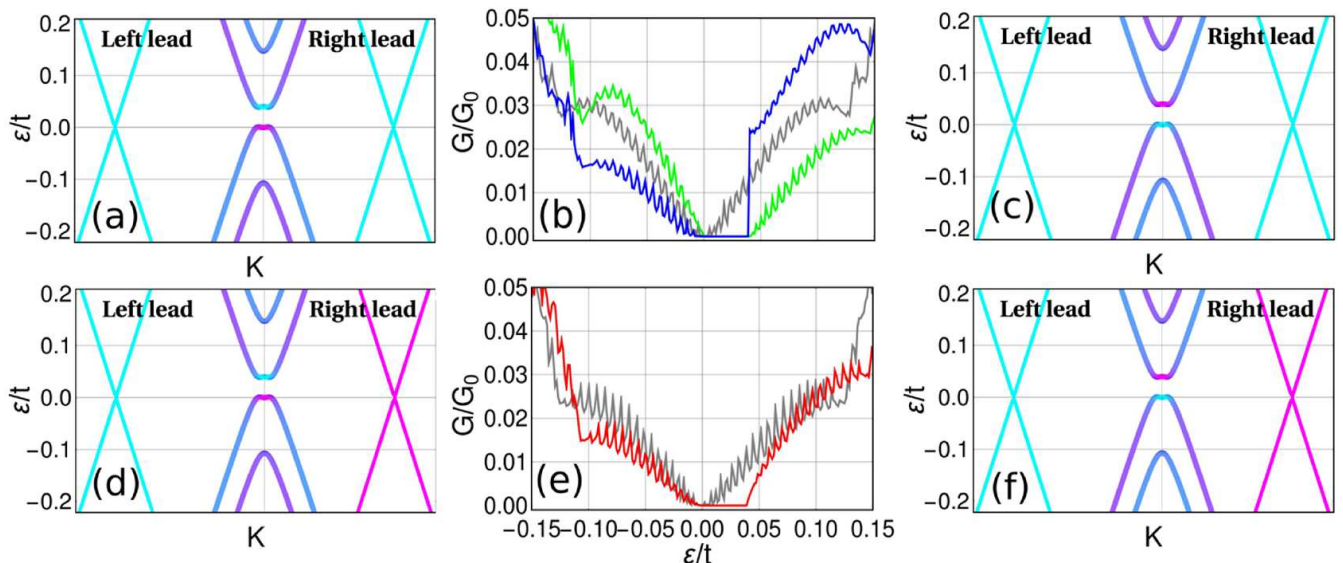 0.2
0.1
0.0
−0.1
−0.2
ε/t
Left lead
Right lead
(a)
K
0.05
0.04
0.03
0.02
0.01
0.00
G/G0
(b)
0.2
0.1
0.0
−0.1
−0.2
ε/t
Left lead
Right lead
(c)
K
0.2
0.1
0.0
−0.1
−0.2
ε/t
Left lead
Right lead
(d)
K
0.05
0.04
0.03
0.02
0.01
0.00
G/G0
(e)
−0.15−0.10−0.05 0.00 0.05 0.10 0.15
ε/t
0.2
0.1
0.0
−0.1
−0.2
ε/t
Left lead
Right lead
(f)
K